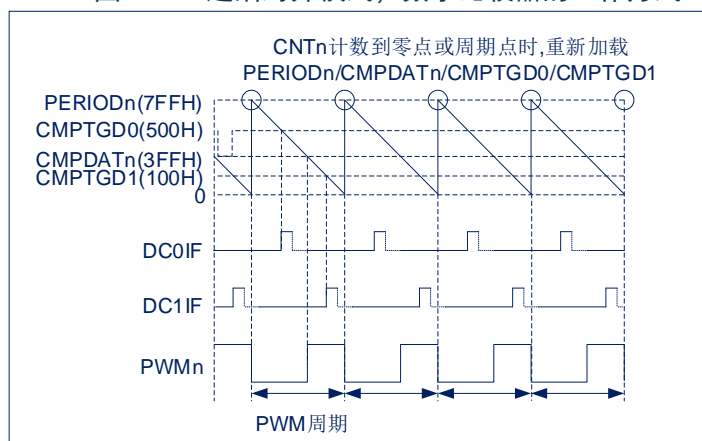 CNTn计数到零点或周期点时,重新加载
PERIODn/CMPDATn/CMPTGD0/CMPTGD1
PERIODn(7FFH)
CMPTGD0(500H)
CMPDATn(3FFH)
CMPTGD1(100H)
0
DC0IF
DC1IF
PWMn
PWM周期